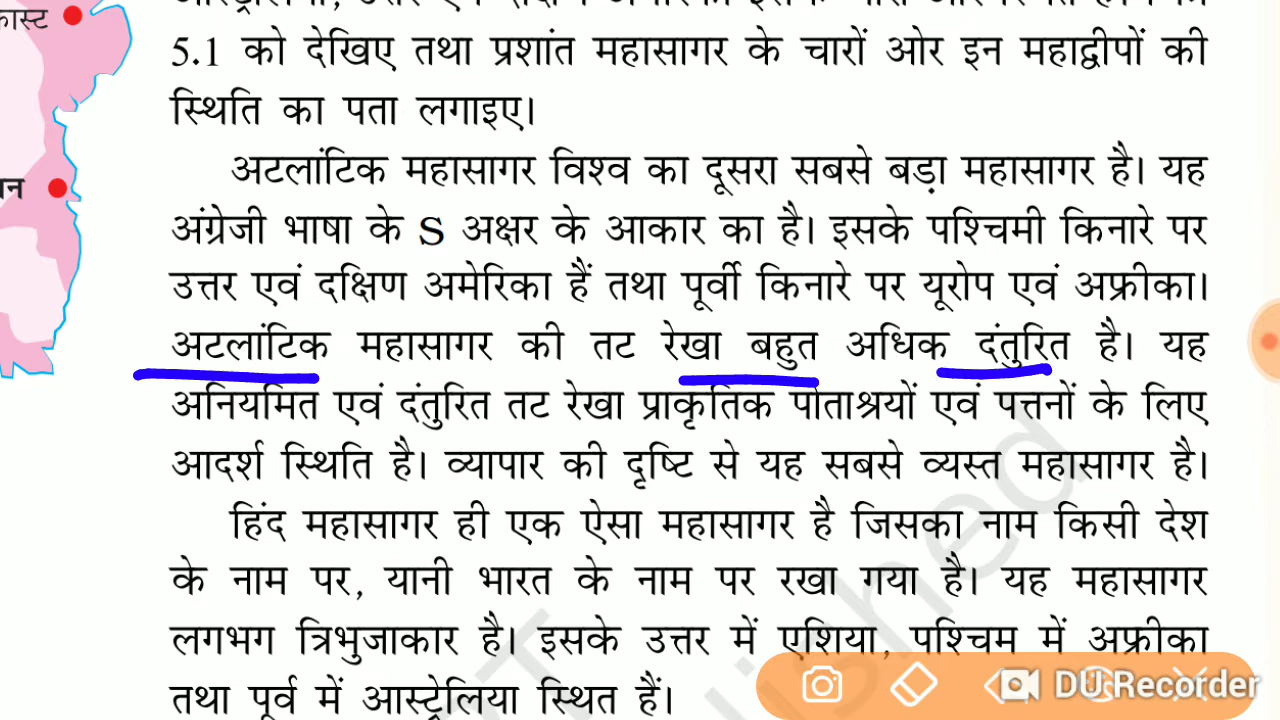 कास्ट
5.1 को देखिए तथा प्रशांत महासागर के चारों ओर इन महाद्वीपों की
स्थिति का पता लगाइए।
अटलांटिक महासागर विश्व का दूसरा सबसे बड़ा महासागर है। यह
अंग्रेजी भाषा के S अक्षर के आकार का है। इसके पश्चिमी किनारे पर
उत्तर एवं दक्षिण अमेरिका हैं तथा पूर्वी किनारे पर यूरोप एवं अफ्रीका।
अटलांटिक महासागर की तट रेखा बहुत अधिक दंतुरित है। यह
अनियमित एवं दंतुरित तट रेखा प्राकृतिक पोताश्रयों एवं पत्तनों के लिए
आदर्श स्थिति है। व्यापार की दृष्टि से यह सबसे व्यस्त महासागर है।
हिंद महासागर ही एक ऐसा महासागर है जिसका नाम किसी देश
के नाम पर, यानी भारत के नाम पर रखा गया है। यह महासागर
लगभग त्रिभुजाकार है। इसके उत्तर में एशिया, पश्चिम में अफ्रीका
तथा पूर्व में आस्ट्रेलिया स्थित हैं।
DU Recorder